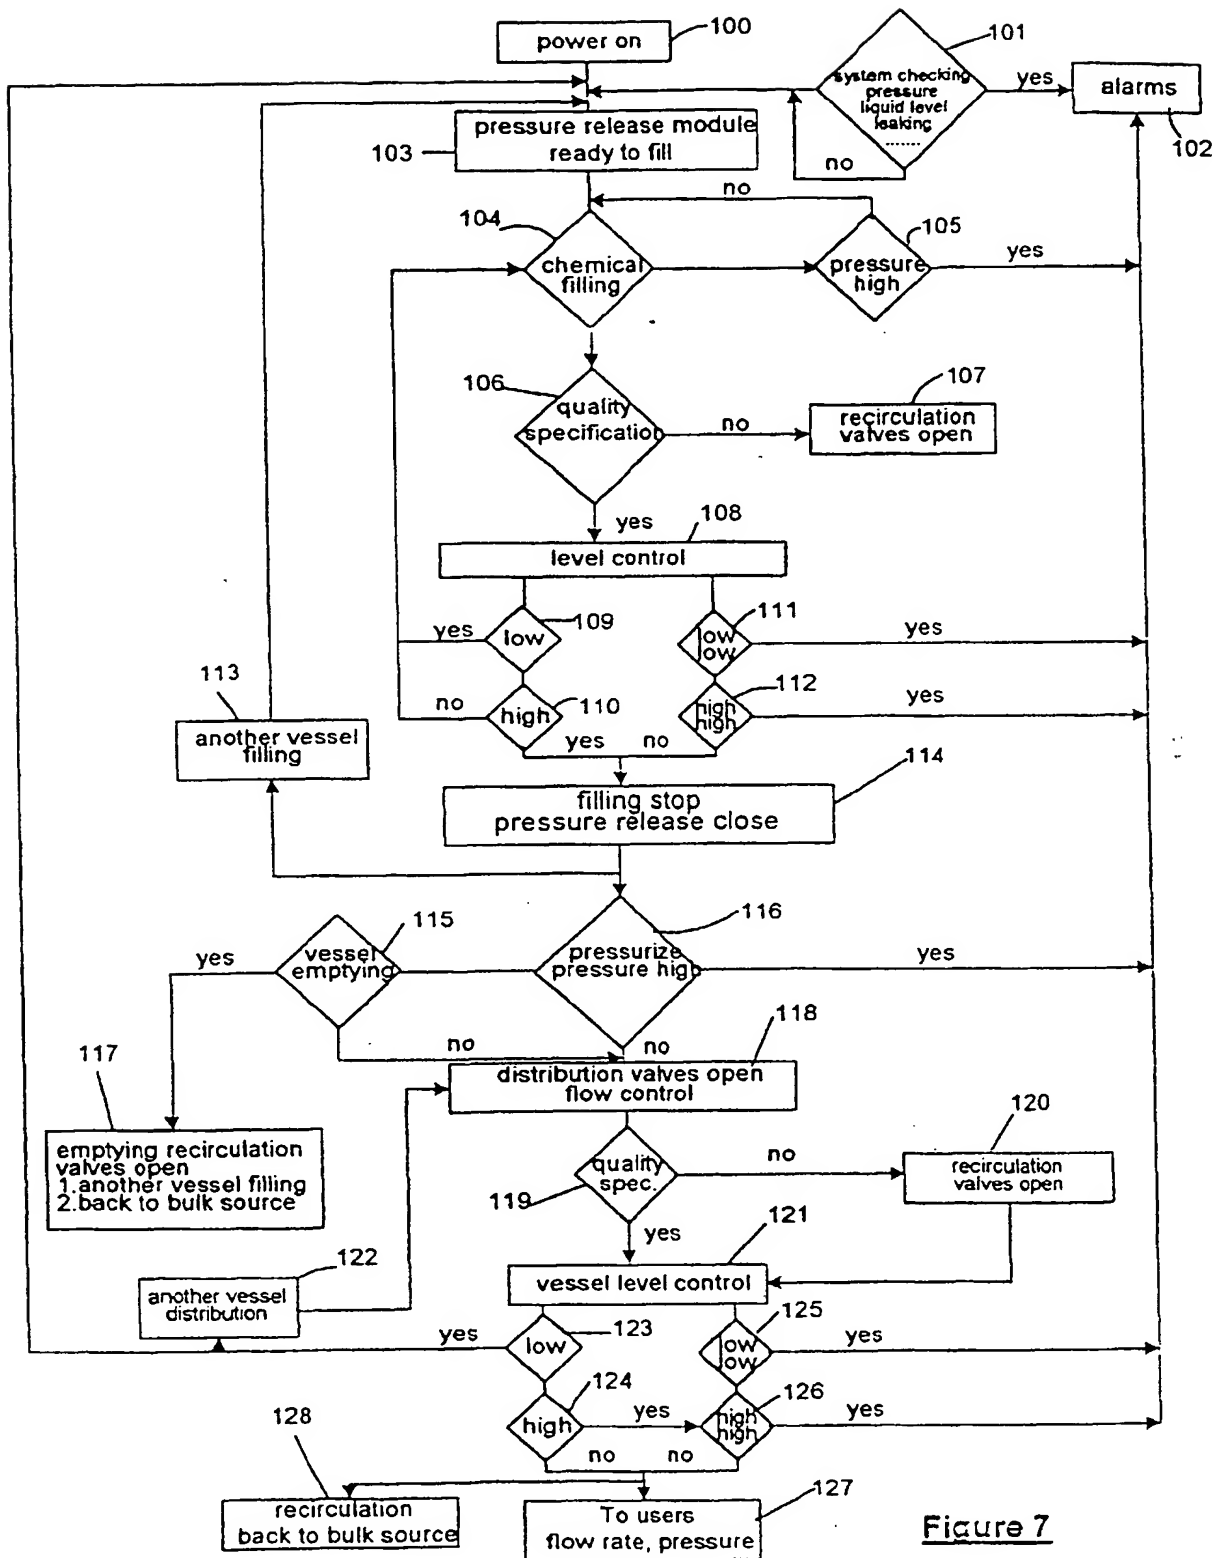 100
power on
101
system checking
pressure
liquid level
leaking
........
yes
alarms
102
no
103
pressure release module
ready to fill
no
104
chemical
filling
105
pressure
high
yes
106
quality
specification
no
107
recirculation
valves open
yes
108
level control
109
low
yes
111
low
low
yes
113
another vessel
filling
no
high
110
yes
112
high
high
no
yes
114
filling stop
pressure release close
115
vessel
emptying
yes
no
116
pressurize
pressure high
yes
no
117
emptying recirculation
valves open
1.another vessel filling
2.back to bulk source
118
distribution valves open
flow control
119
quality
spec.
no
120
recirculation
valves open
yes
121
vessel level control
122
another vessel
distribution
yes
low
123
125
low
low
yes
124
high
yes
126
high
high
yes
no
no
128
recirculation
back to bulk source
127
To users
flow rate, pressure
Figure 7